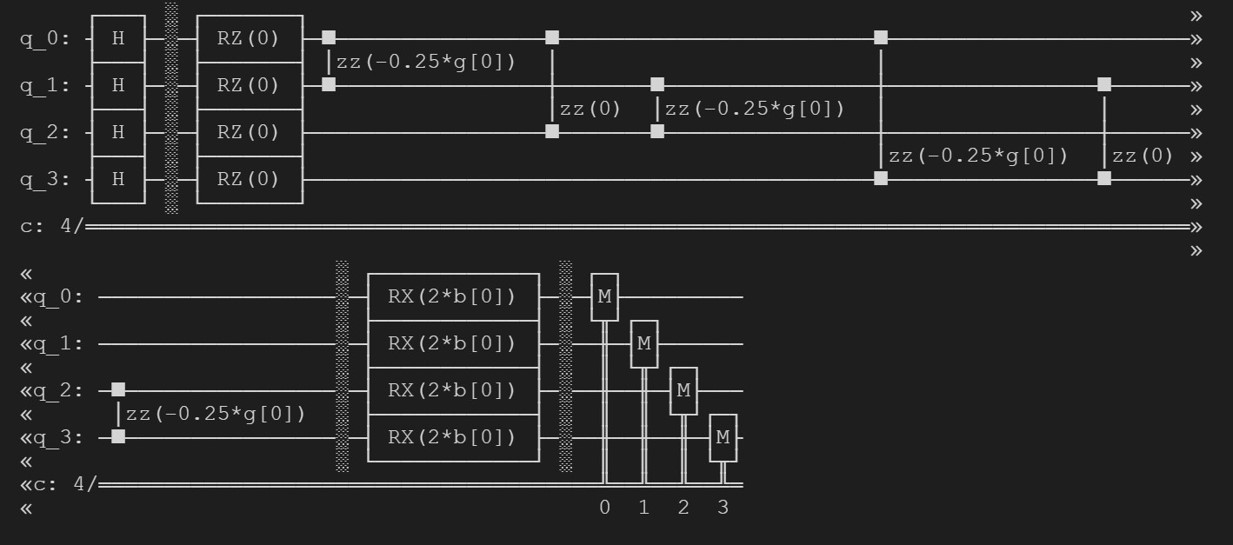 »
q_0: H RZ(0) »
|zz(-0.25*g[0]) »
q_1: H RZ(0) »
|zz(0) |zz(-0.25*g[0]) »
q_2: H RZ(0) »
|zz(-0.25*g[0]) |zz(0) »
q_3: H RZ(0) »
»
c: 4/ »
»
«
«q_0: RX(2*b[0]) M
«
«q_1: RX(2*b[0]) M
«
«q_2: RX(2*b[0]) M
« |zz(-0.25*g[0])
«q_3: RX(2*b[0]) M
«
«c: 4/
« 0 1 2 3